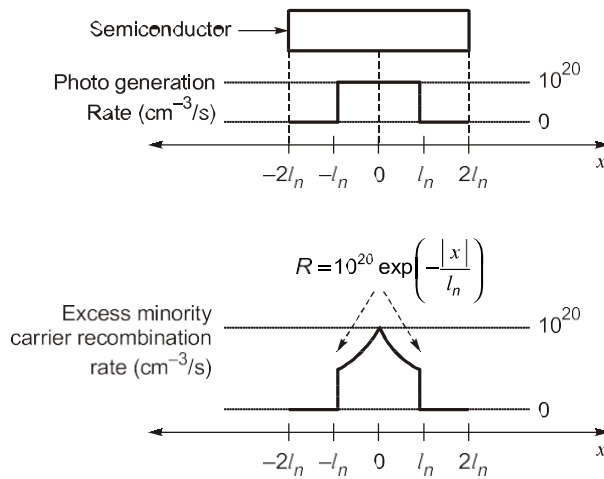 Semiconductor
Photo generation
Rate (cm⁻³/s)
10²⁰
0
−2lₙ −lₙ 0 lₙ 2lₙ x
R = 10²⁰ exp(−|x|/lₙ)
Excess minority
carrier recombination
rate (cm⁻³/s)
10²⁰
0
−2lₙ −lₙ 0 lₙ 2lₙ x